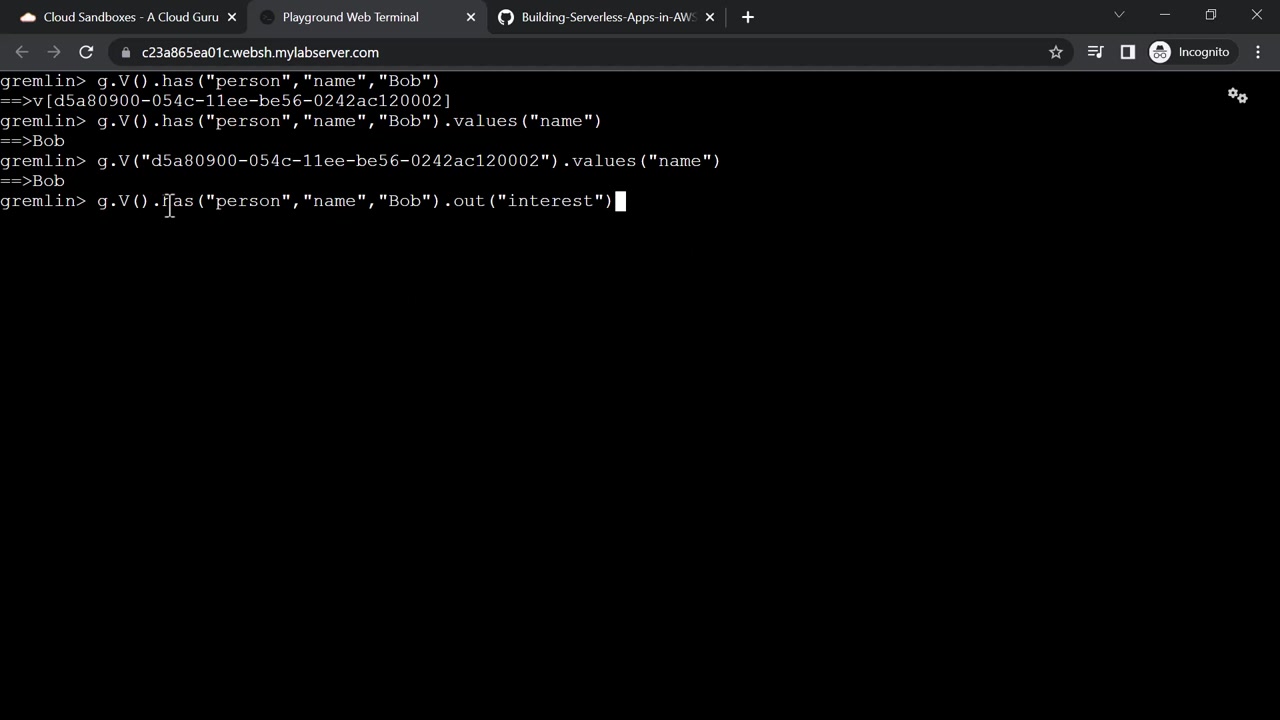 Cloud Sandboxes - A Cloud Guru
Playground Web Terminal
Building-Serverless-Apps-in-AWS
c23a865ea01c.websh.mylabserver.com
Incognito
gremlin> g.V().has("person","name","Bob")
==>v[d5a80900-054c-11ee-be56-0242ac120002]
gremlin> g.V().has("person","name","Bob").values("name")
==>Bob
gremlin> g.V("d5a80900-054c-11ee-be56-0242ac120002").values("name")
==>Bob
gremlin> g.V().has("person","name","Bob").out("interest")